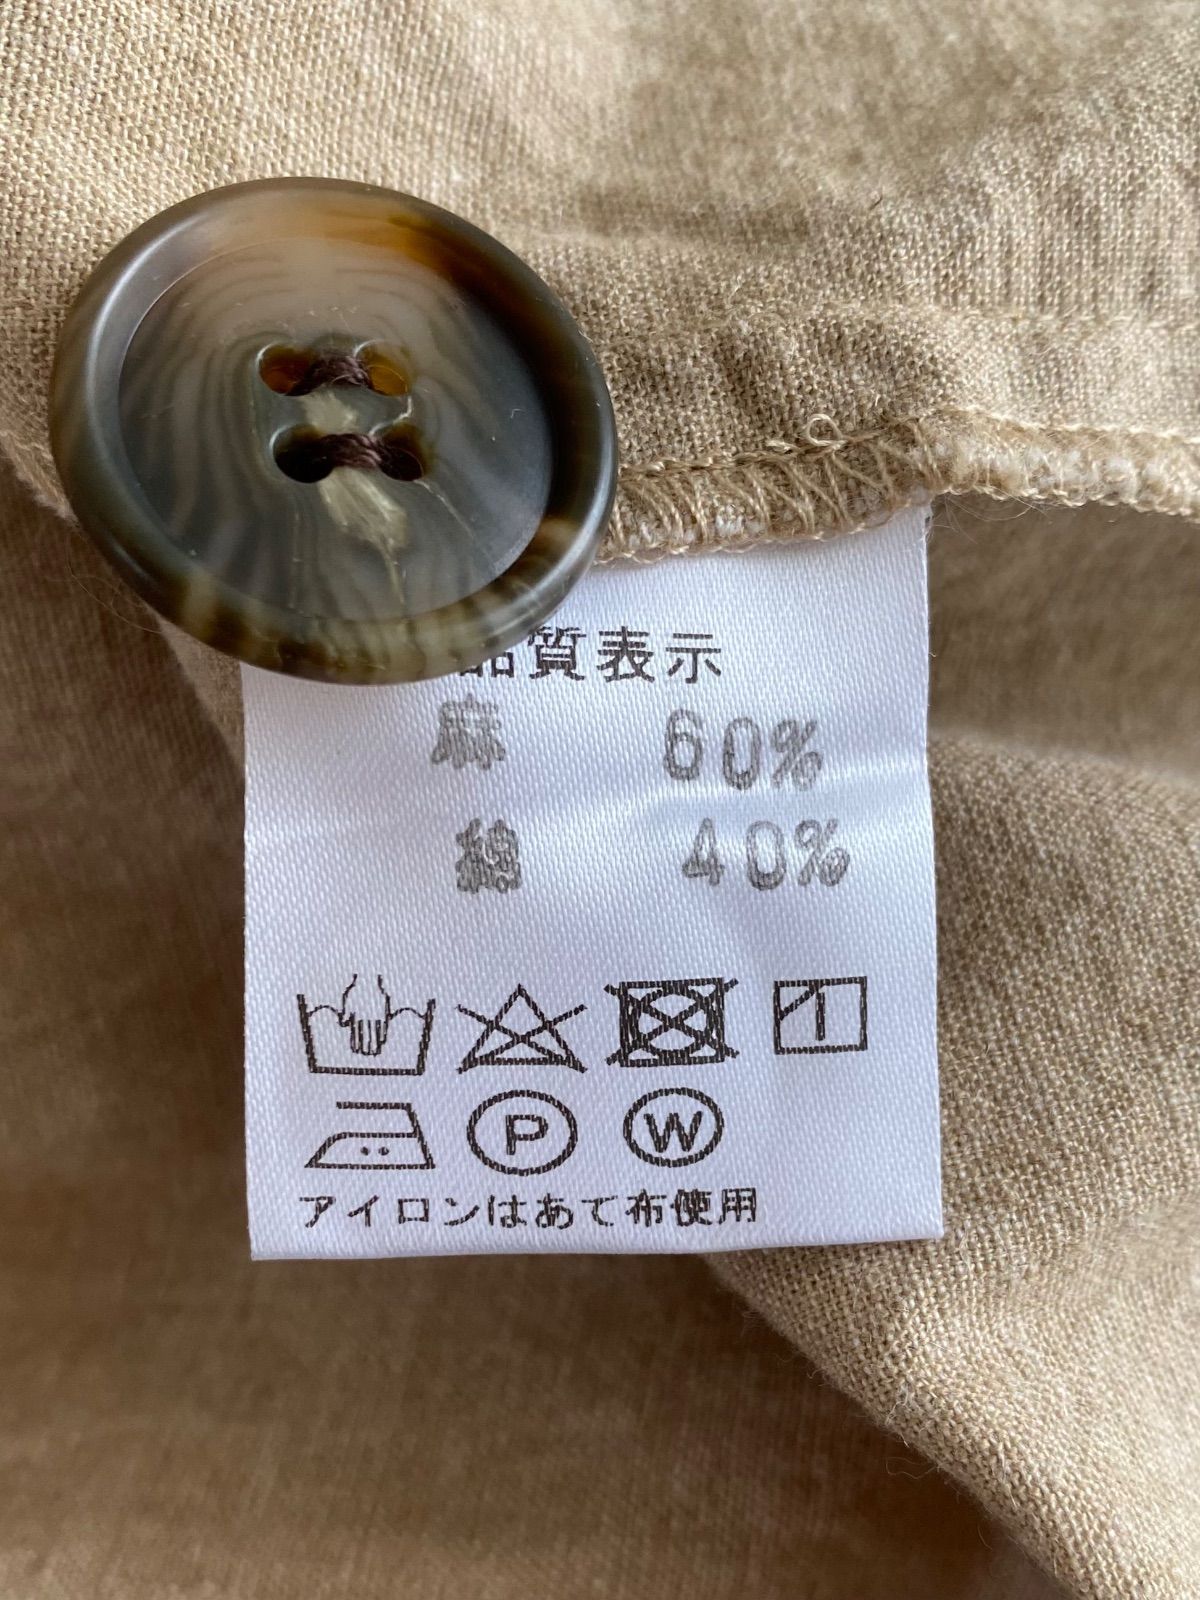 品質表示
麻 60%
綿 40%
P W
アイロンはあて布使用